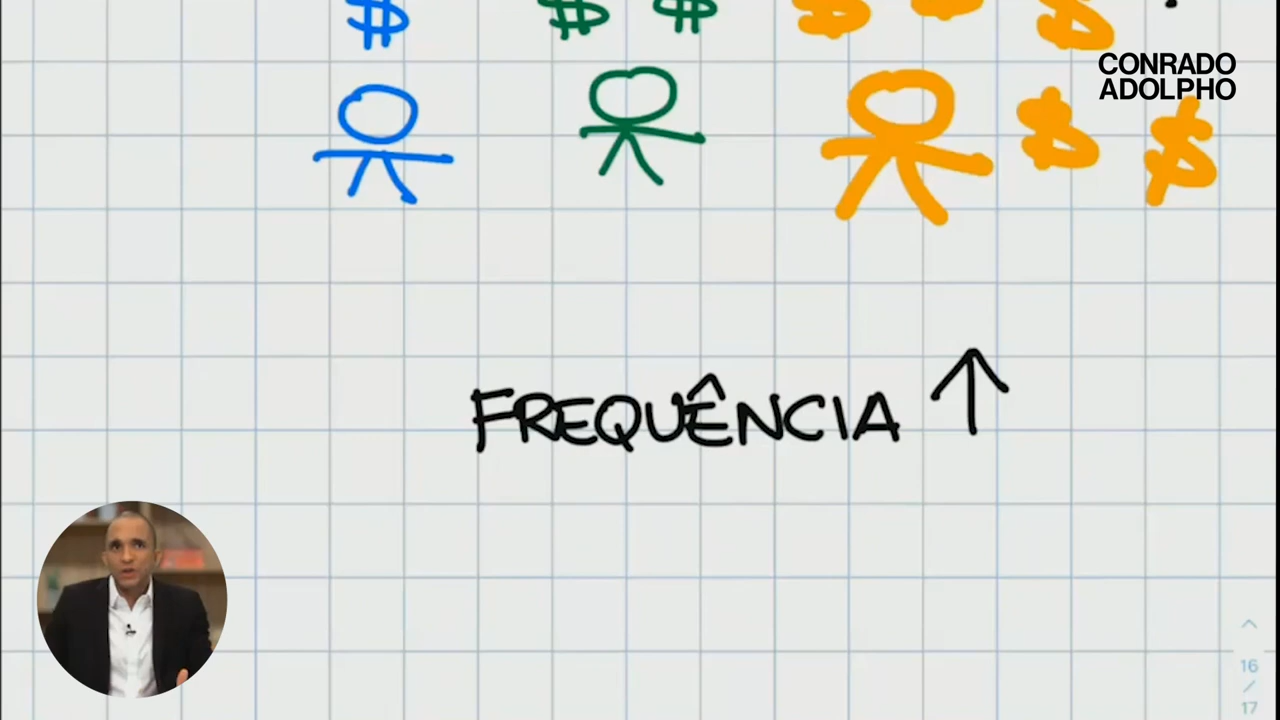 $ $ $ $ $ $
CONRADO
ADOLPHO
$ $
FREQUÊNCIA ↑
16
/
17